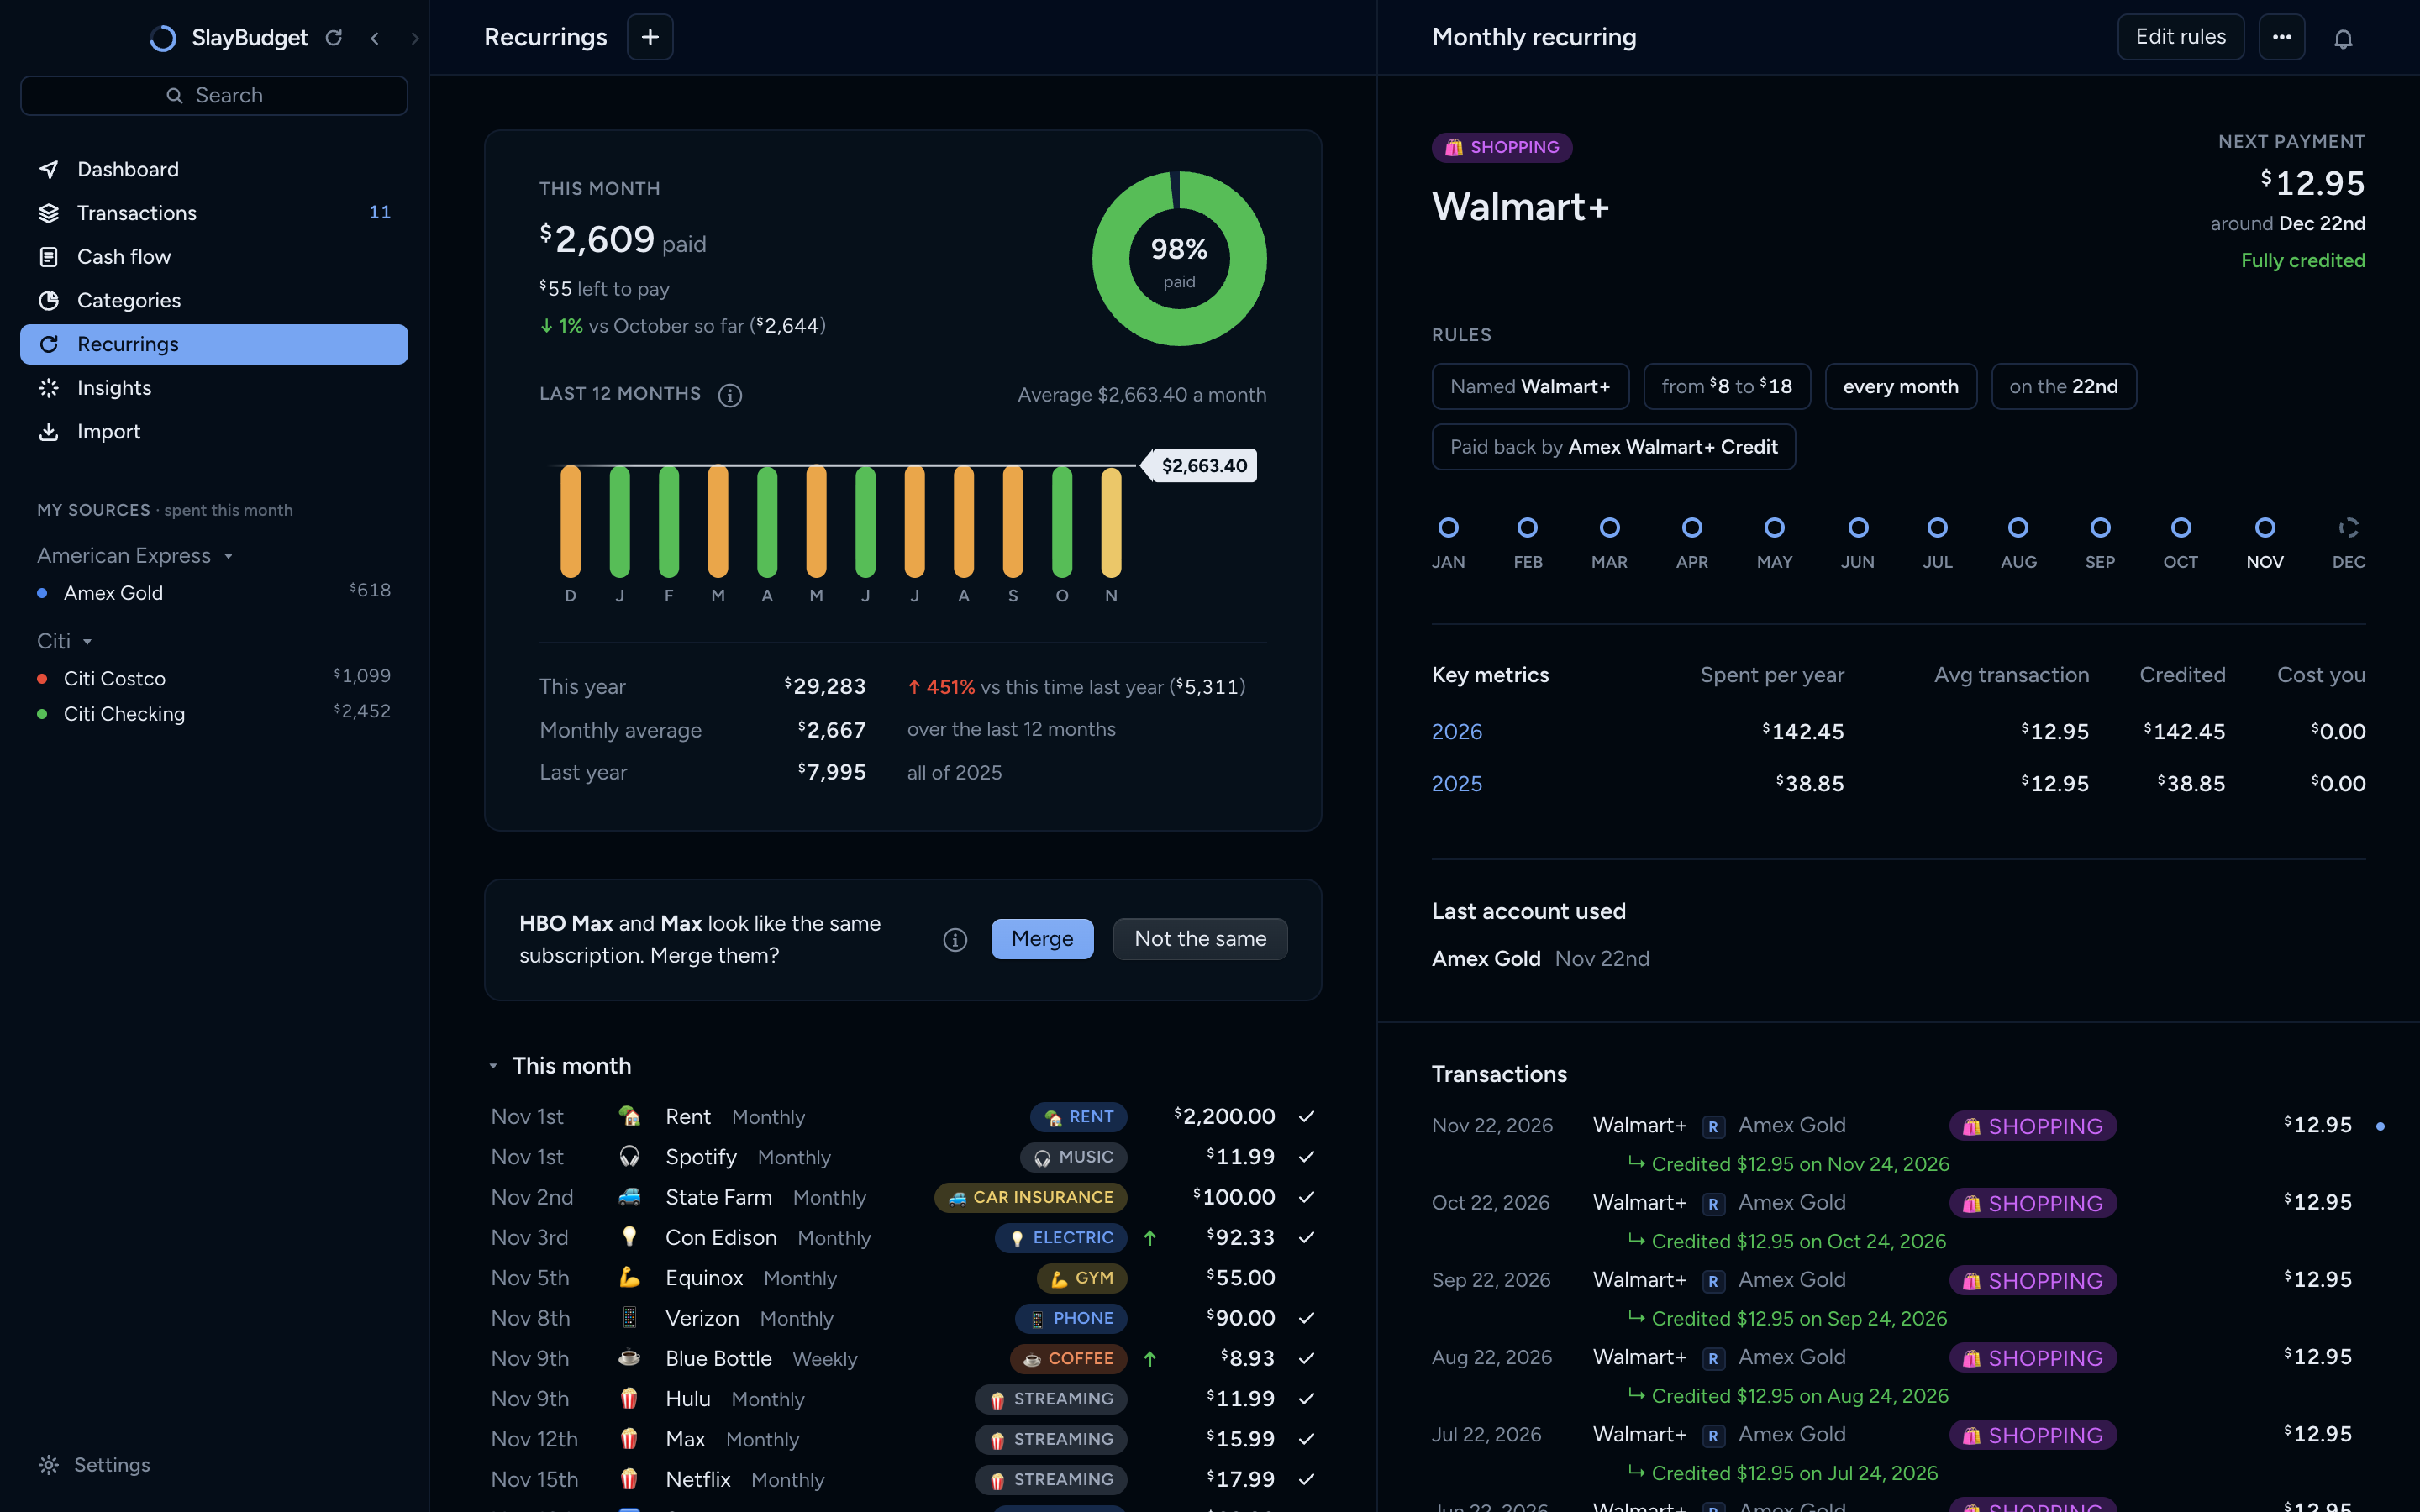 SlayBudget
Search
Dashboard
Transactions 11
Cash flow
Categories
Recurrings
Insights
Import
MY SOURCES · spent this month
American Express
Amex Gold $618
Citi
Citi Costco $1,099
Citi Checking $2,452
Settings
Recurrings +
THIS MONTH
$2,609 paid
$55 left to pay
↓ 1% vs October so far ($2,644)
98%
paid
LAST 12 MONTHS Average $2,663.40 a month
$2,663.40
D J F M A M J J A S O N
This year $29,283 ↑ 451% vs this time last year ($5,311)
Monthly average $2,667 over the last 12 months
Last year $7,995 all of 2025
HBO Max and Max look like the same
subscription. Merge them?
Merge Not the same
This month
Nov 1st Rent Monthly RENT $2,200.00
Nov 1st Spotify Monthly MUSIC $11.99
Nov 2nd State Farm Monthly CAR INSURANCE $100.00
Nov 3rd Con Edison Monthly ELECTRIC ↑ $92.33
Nov 5th Equinox Monthly GYM $55.00
Nov 8th Verizon Monthly PHONE $90.00
Nov 9th Blue Bottle Weekly COFFEE ↑ $8.93
Nov 9th Hulu Monthly STREAMING $11.99
Nov 12th Max Monthly STREAMING $15.99
Nov 15th Netflix Monthly STREAMING $17.99
Monthly recurring
Edit rules
SHOPPING
Walmart+
NEXT PAYMENT
$12.95
around Dec 22nd
Fully credited
RULES
Named Walmart+ from $8 to $18 every month on the 22nd
Paid back by Amex Walmart+ Credit
JAN FEB MAR APR MAY JUN JUL AUG SEP OCT NOV DEC
Key metrics Spent per year Avg transaction Credited Cost you
2026 $142.45 $12.95 $142.45 $0.00
2025 $38.85 $12.95 $38.85 $0.00
Last account used
Amex Gold Nov 22nd
Transactions
Nov 22, 2026 Walmart+ R Amex Gold SHOPPING $12.95
Credited $12.95 on Nov 24, 2026
Oct 22, 2026 Walmart+ R Amex Gold SHOPPING $12.95
Credited $12.95 on Oct 24, 2026
Sep 22, 2026 Walmart+ R Amex Gold SHOPPING $12.95
Credited $12.95 on Sep 24, 2026
Aug 22, 2026 Walmart+ R Amex Gold SHOPPING $12.95
Credited $12.95 on Aug 24, 2026
Jul 22, 2026 Walmart+ R Amex Gold SHOPPING $12.95
Credited $12.95 on Jul 24, 2026
Jun 22, 2026 Walmart+ R Amex Gold SHOPPING $12.95